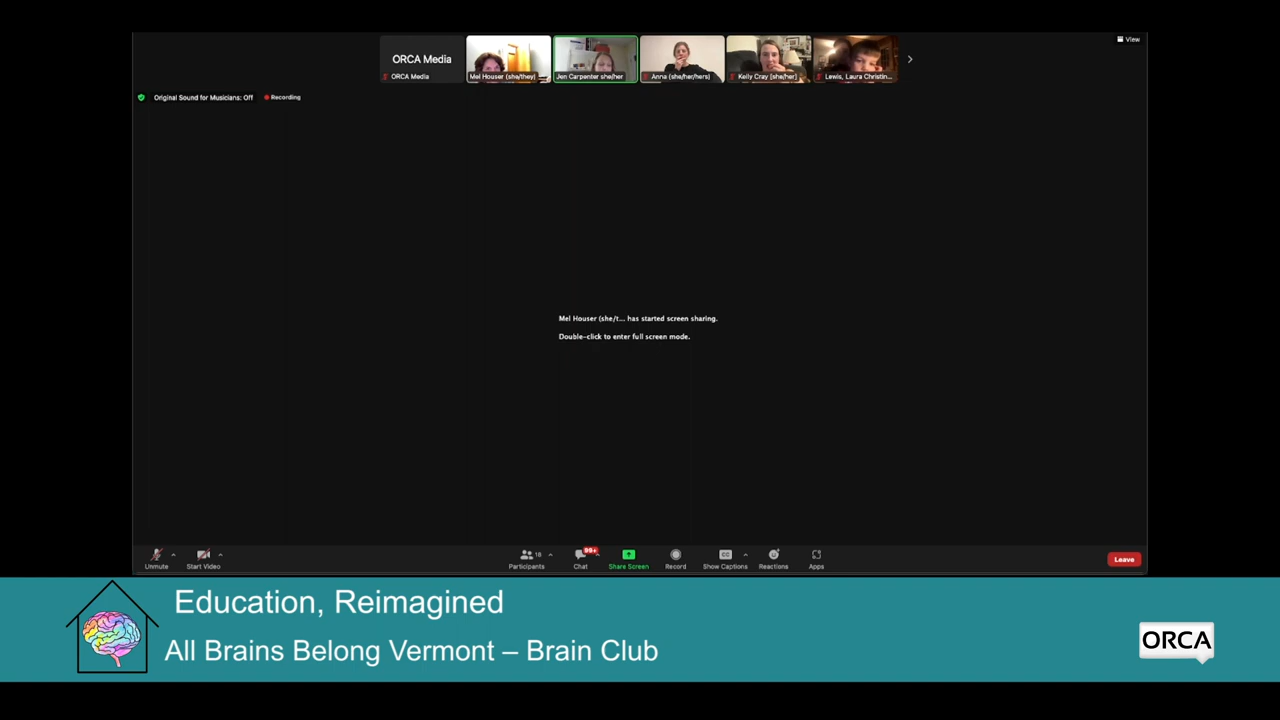 View
ORCA Media
ORCA Media
Mel Houser (she/they)
Jen Carpenter she/her
Anna (she/her/hers)
Kelly Cray [she/her]
Lewis, Laura Christin...
Original Sound for Musicians: Off
Recording
Mel Houser (she/t... has started screen sharing.
Double-click to enter full screen mode.
18
99+
CC
Unmute
Start Video
Participants
Chat
Share Screen
Record
Show Captions
Reactions
Apps
Leave
Education, Reimagined
All Brains Belong Vermont – Brain Club
ORCA